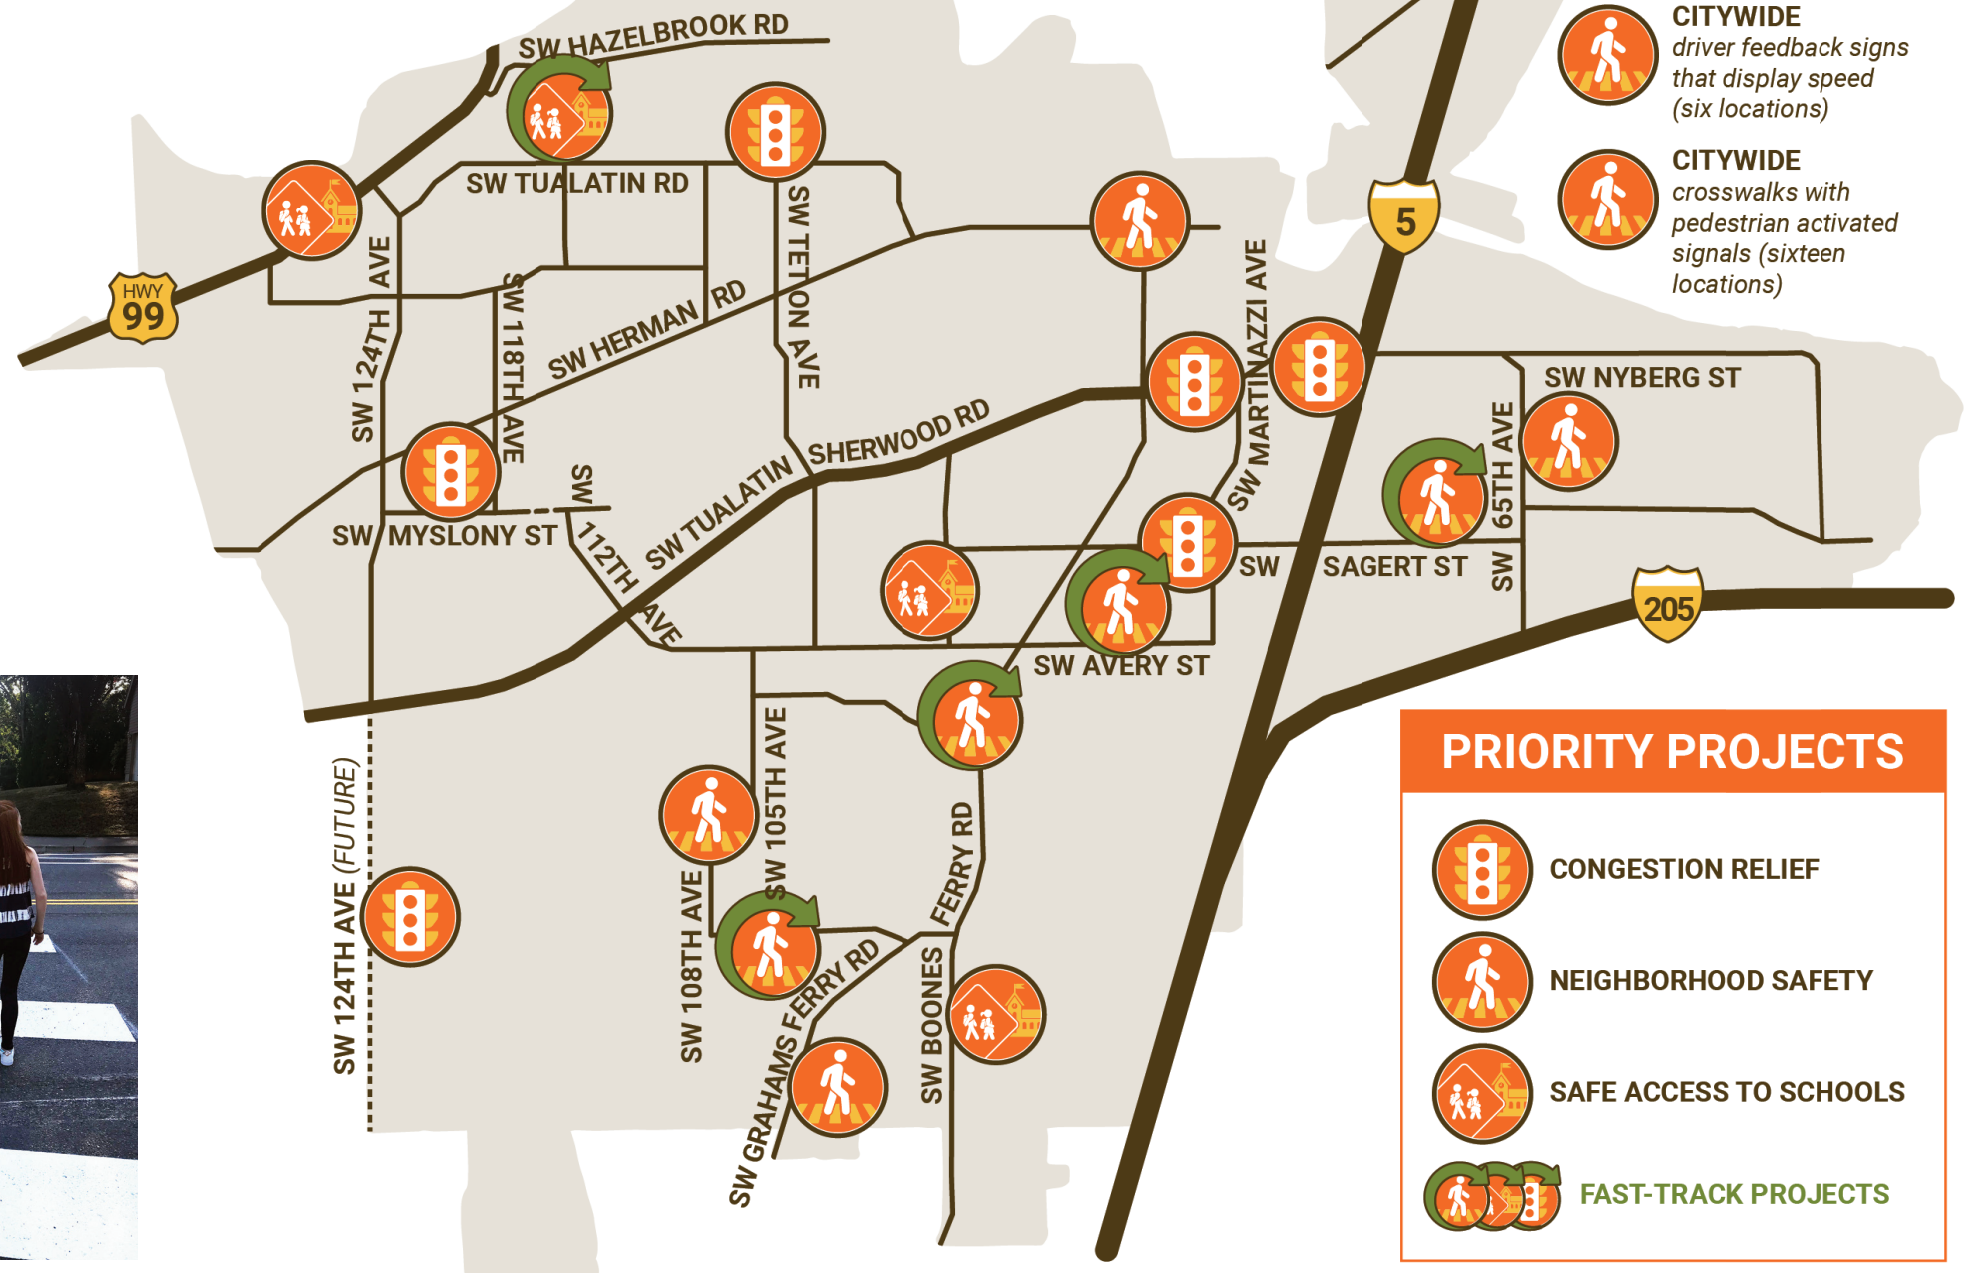 SW HAZELBROOK RD
CITYWIDE
driver feedback signs
that display speed
(six locations)
CITYWIDE
crosswalks with
pedestrian activated
signals (sixteen
locations)
SW TUALATIN RD
5
HWY
99
SW 124TH AVE
SW 118TH AVE
SW HERMAN RD
SW TETON AVE
SW MARTINAZZI AVE
SW NYBERG ST
SW TUALATIN SHERWOOD RD
SW 65TH AVE
SW MYSLONY ST
SW 112TH AVE
SW SAGERT ST
205
SW AVERY ST
SW 124TH AVE (FUTURE)
SW 105TH AVE
SW 108TH AVE
SW GRAHAMS FERRY RD
SW BOONES FERRY RD
PRIORITY PROJECTS
CONGESTION RELIEF
NEIGHBORHOOD SAFETY
SAFE ACCESS TO SCHOOLS
FAST-TRACK PROJECTS